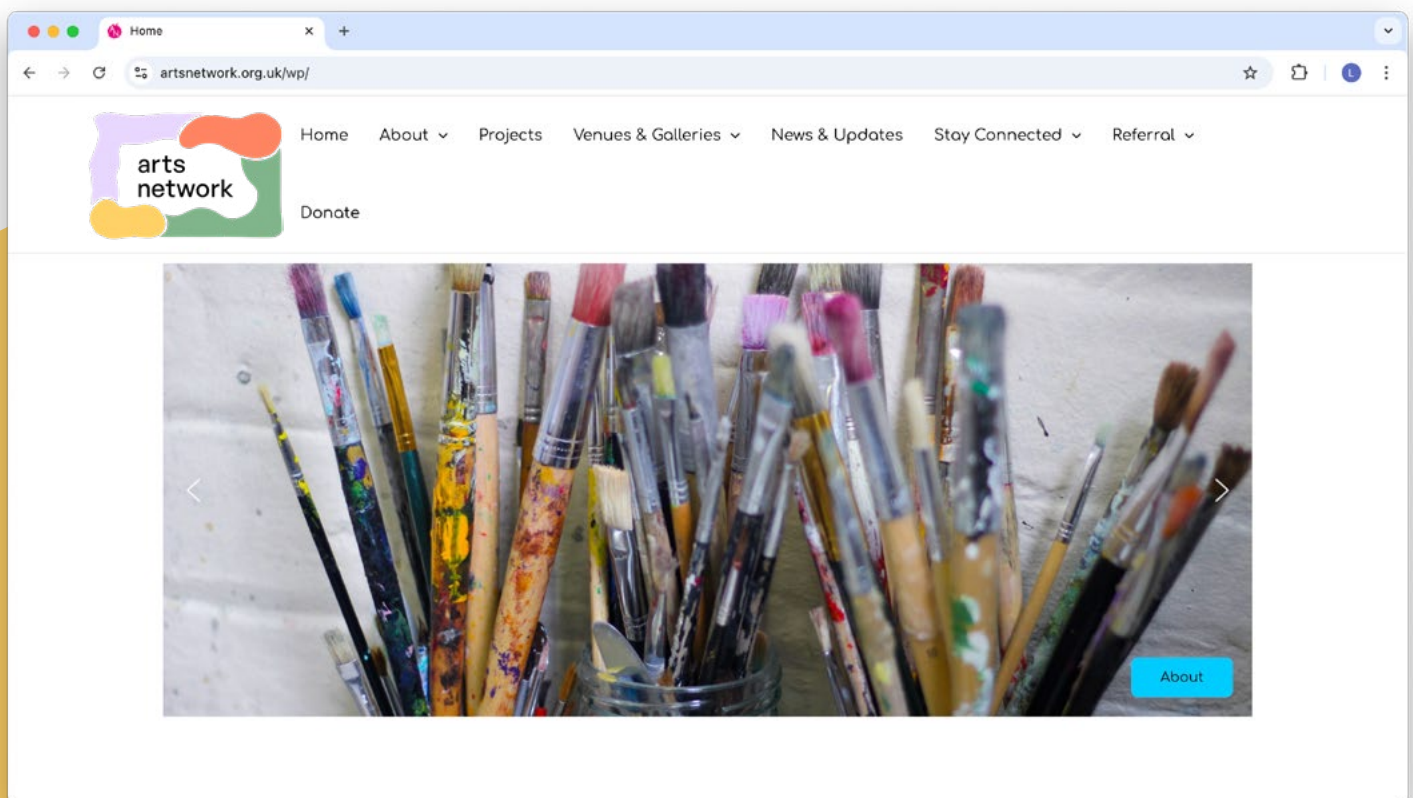 Home
artsnetwork.org.uk/wp/
L
arts
network
Home About Projects Venues & Galleries News & Updates Stay Connected Referral
Donate
About